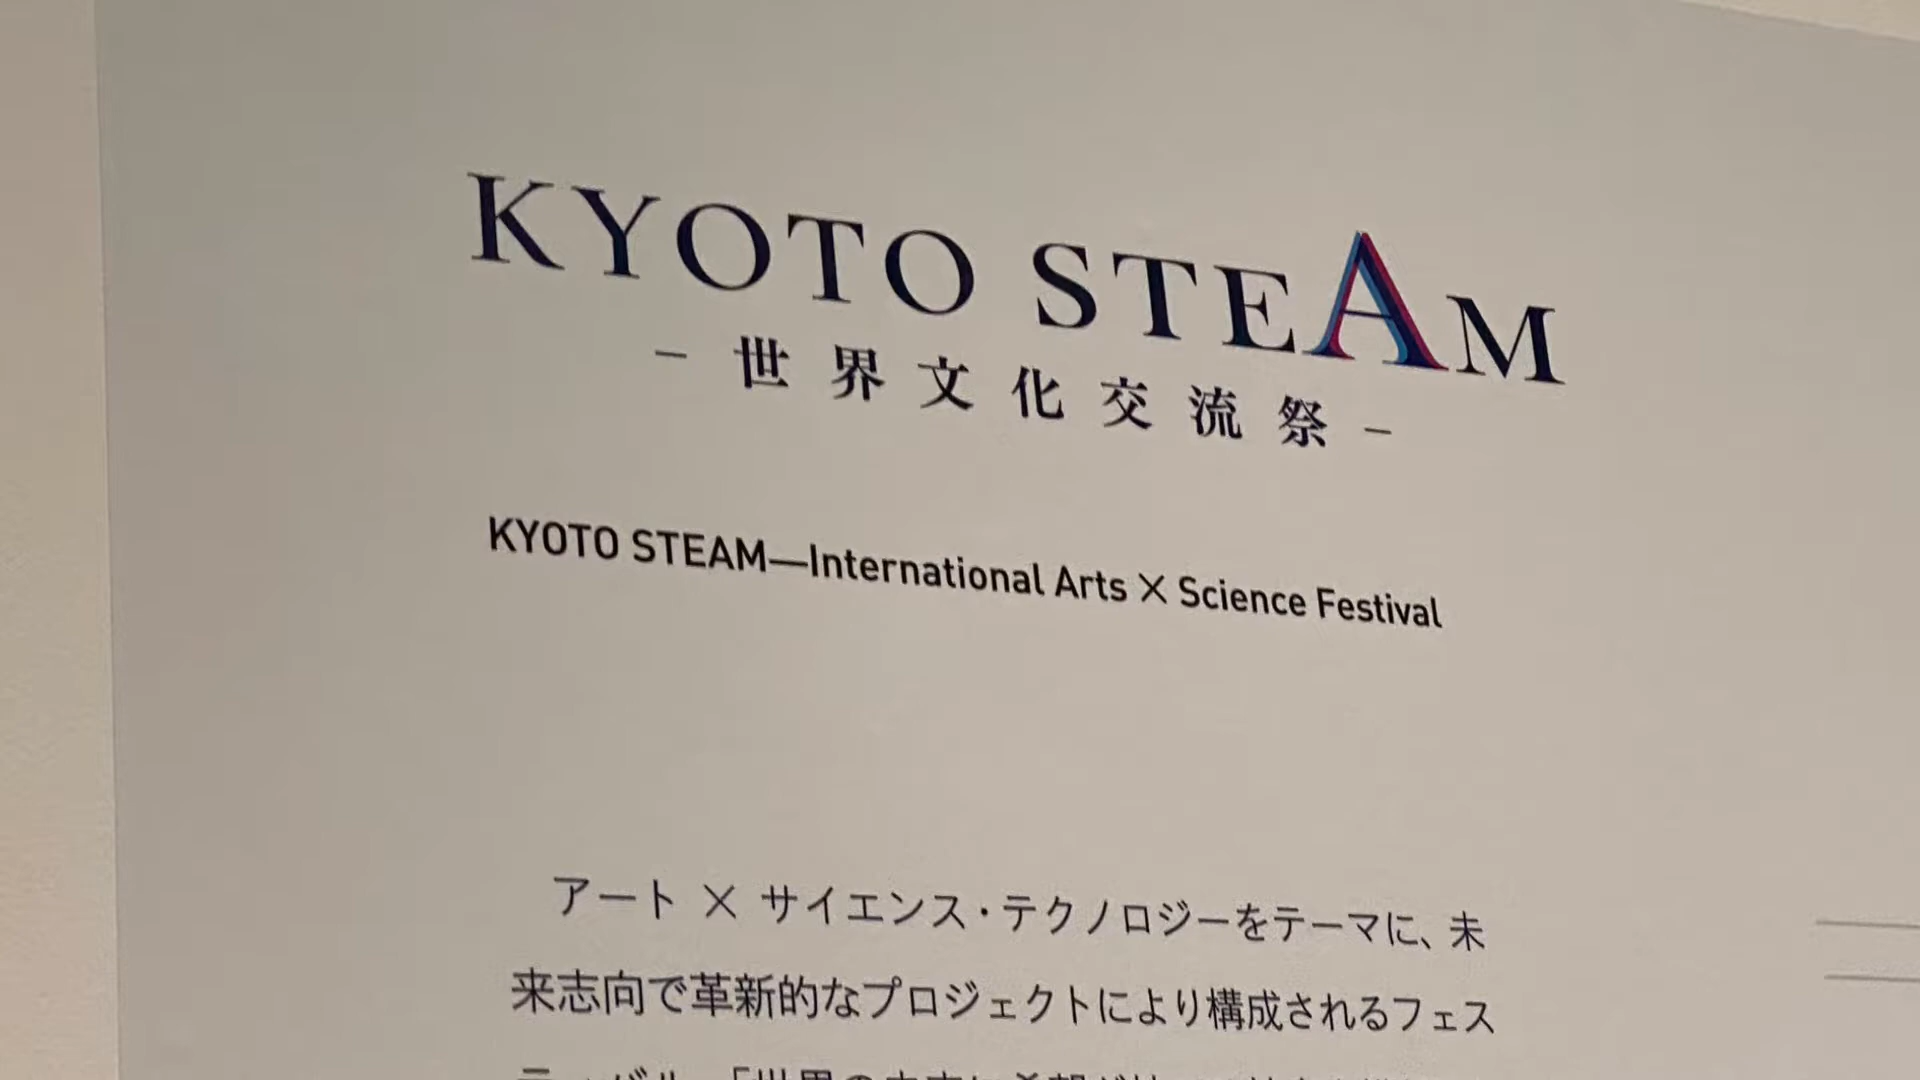 KYOTO STEAM
－世界文化交流祭－
KYOTO STEAM—International Arts × Science Festival
アート × サイエンス・テクノロジーをテーマに、未
来志向で革新的なプロジェクトにより構成されるフェス